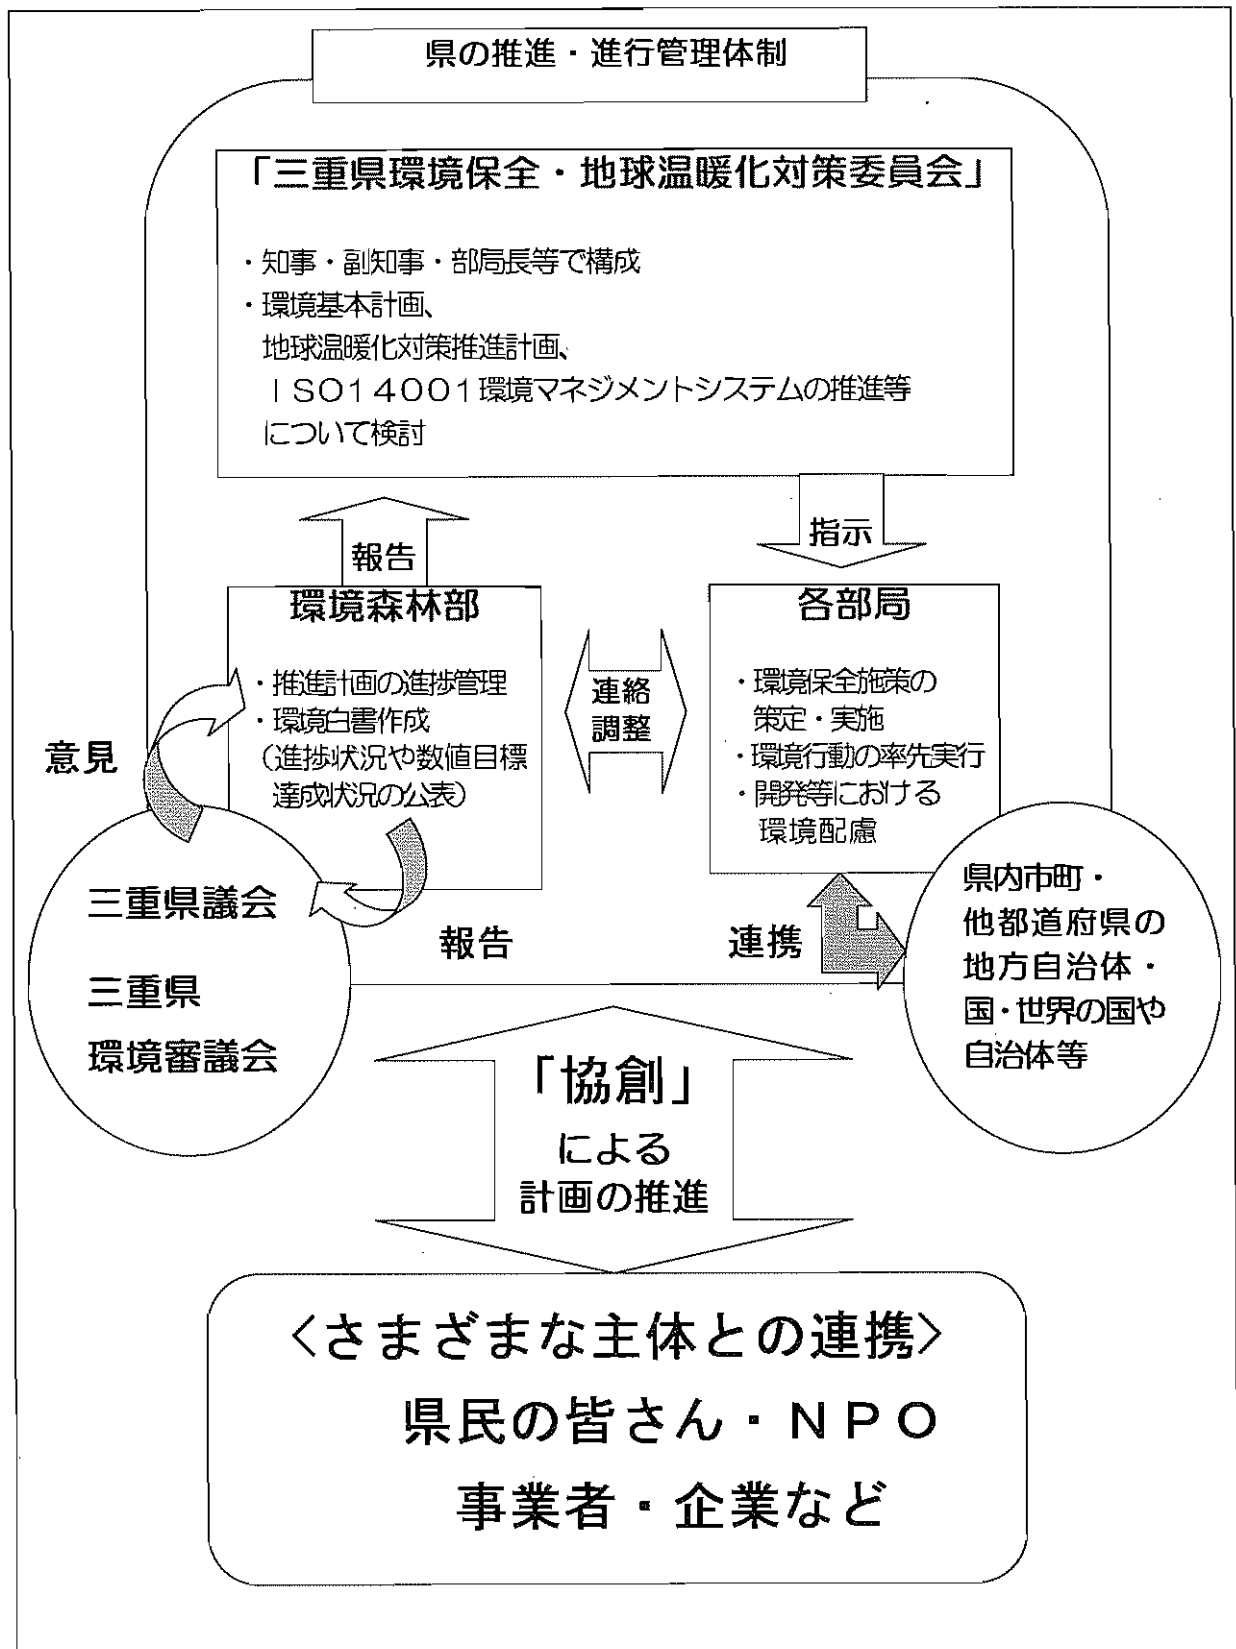 県の推進・進行管理体制
「三重県環境保全・地球温暖化対策委員会」
・知事・副知事・部局長等で構成
・環境基本計画、
地球温暖化対策推進計画、
ＩＳＯ１４００１環境マネジメントシステムの推進等
について検討
報告
指示
環境森林部
・推進計画の進捗管理
・環境白書作成
（進捗状況や数値目標
達成状況の公表）
連絡
調整
各部局
・環境保全施策の
策定・実施
・環境行動の率先実行
・開発等における
環境配慮
意見
三重県議会
三重県
環境審議会
報告
連携
県内市町・
他都道府県の
地方自治体・
国・世界の国や
自治体等
「協創」
による
計画の推進
＜さまざまな主体との連携＞
県民の皆さん・ＮＰＯ
事業者・企業など